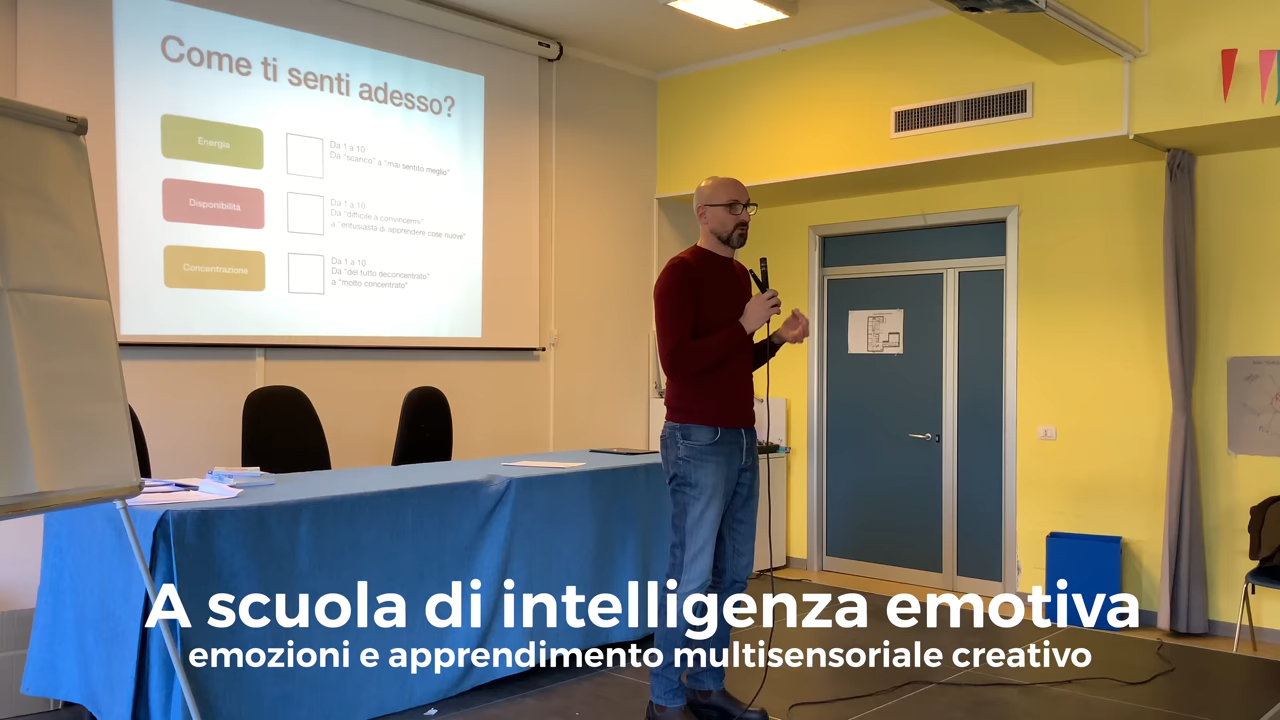 Come ti senti adesso?
Energia
Da 1 a 10
Da "scarico" a "mai sentito meglio"
Disponibilità
Da 1 a 10
Da "difficile a convincermi"
a "entusiasta di apprendere cose nuove"
Concentrazione
Da 1 a 10
Da "del tutto deconcentrato"
a "molto concentrato"
A scuola di intelligenza emotiva
emozioni e apprendimento multisensoriale creativo